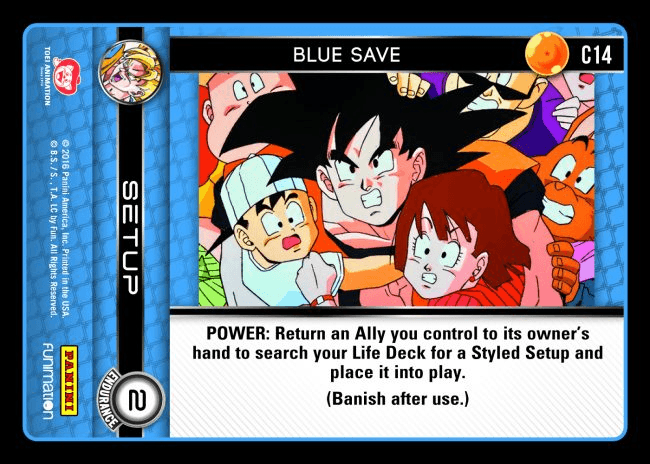 BLUE SAVE
C14
TOEI ANIMATION
© 2016 Panini America, Inc. Printed in the USA.
© B.S. / S., T.A. LC by Fun. All Rights Reserved.
FUNIMATION
PANINI
SETUP
ENDURANCE
2
POWER: Return an Ally you control to its owner's
hand to search your Life Deck for a Styled Setup and
place it into play.
(Banish after use.)